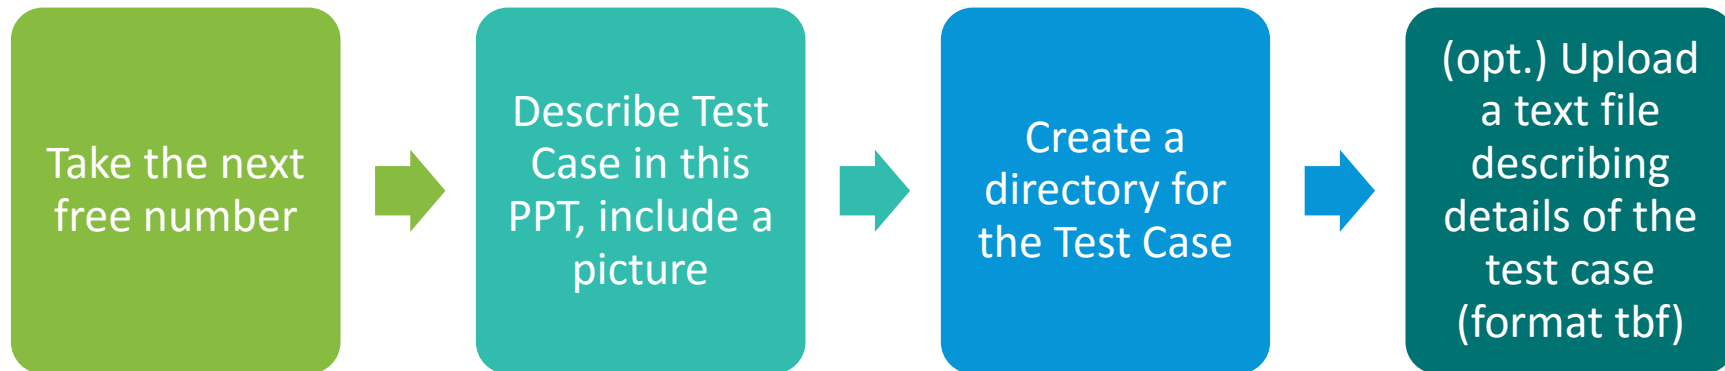 Take the next
free number
Describe Test
Case in this
PPT, include a
picture
Create a
directory for
the Test Case
(opt.) Upload
a text file
describing
details of the
test case
(format tbf)